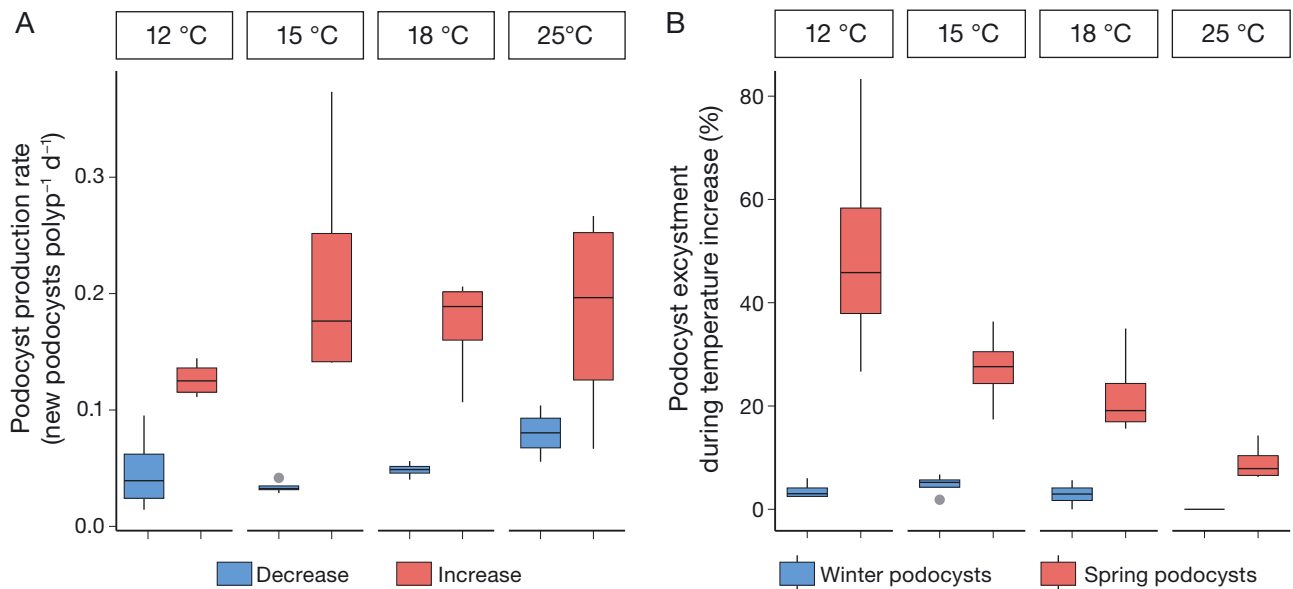 A
12 °C
15 °C
18 °C
25°C
Podocyst production rate
(new podocysts polyp⁻¹ d⁻¹)
0.3
0.2
0.1
0.0
Decrease
Increase
B
12 °C
15 °C
18 °C
25 °C
Podocyst excystment
during temperature increase (%)
80
60
40
20
0
Winter podocysts
Spring podocysts